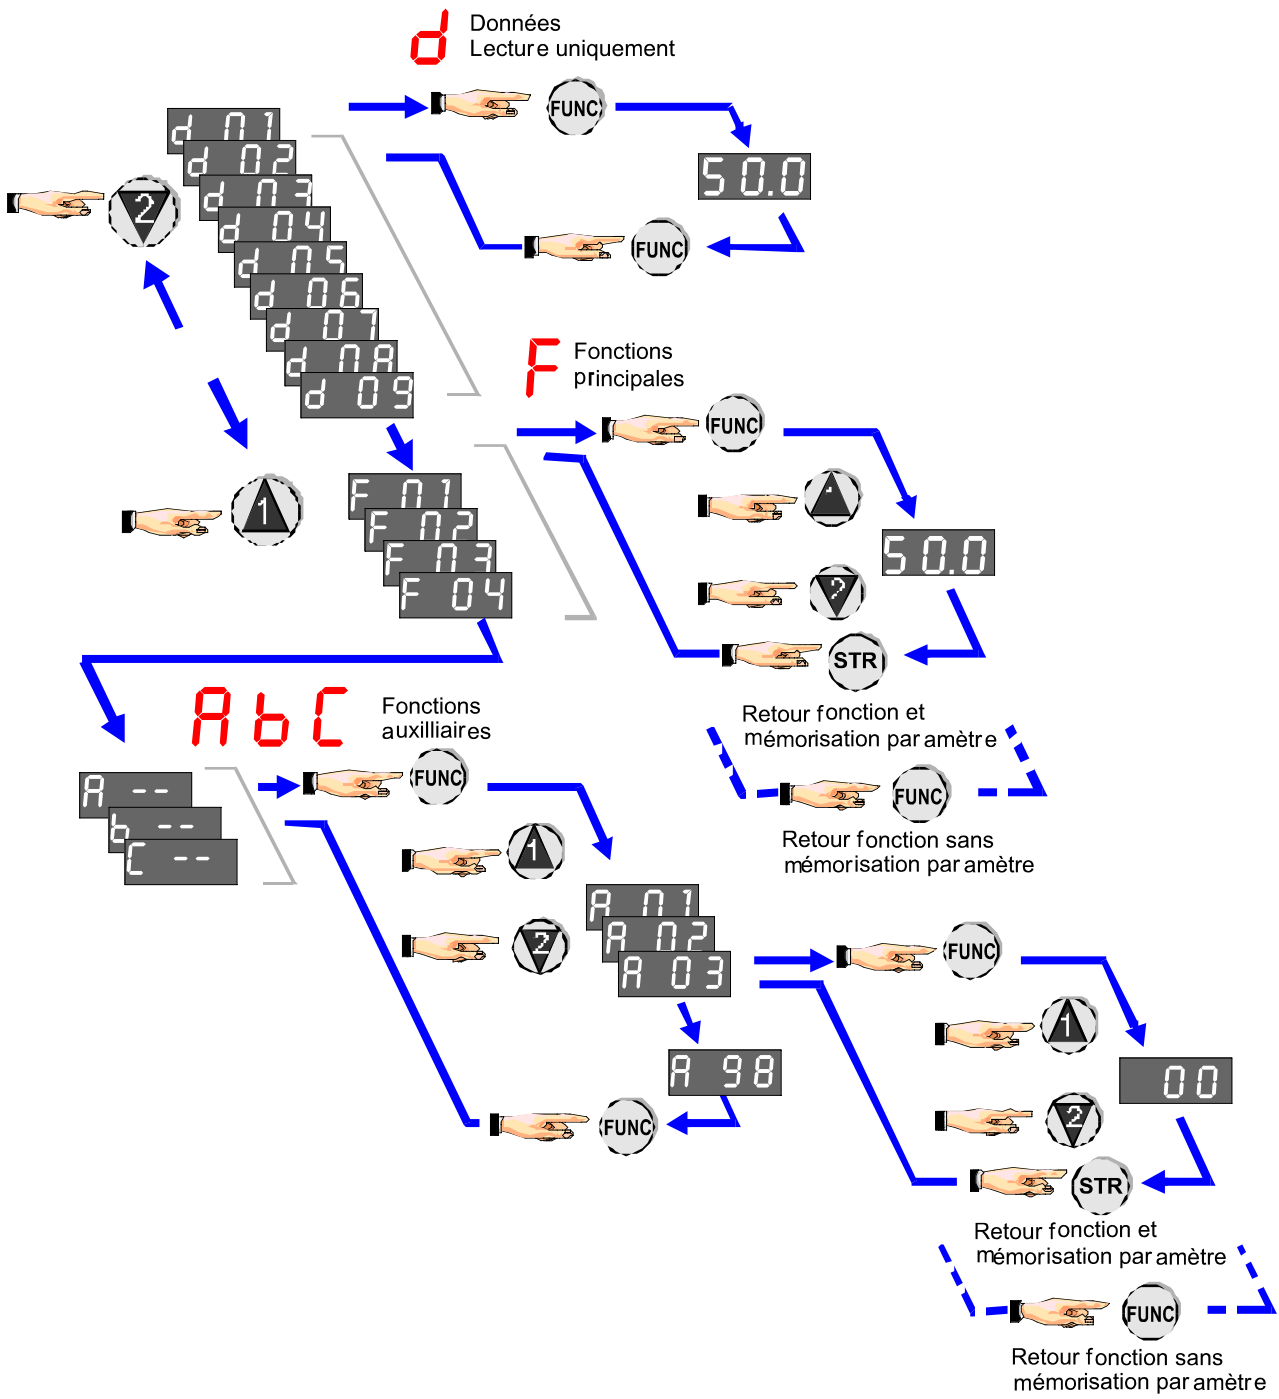 d
Données
Lecture uniquement
FUNC
d 01
d 02
d 03
d 04
d 05
d 06
d 07
d 08
d 09
50.0
2
FUNC
F
Fonctions
principales
FUNC
1
F 01
F 02
F 03
F 04
50.0
2
STR
Retour fonction et
mémorisation paramètre
FUNC
Retour fonction sans
mémorisation paramètre
AbC
Fonctions
auxilliaires
FUNC
A --
b --
C --
1
2
A 01
A 02
A 03
A 98
FUNC
FUNC
1
00
2
STR
Retour fonction et
mémorisation paramètre
FUNC
Retour fonction sans
mémorisation paramètre